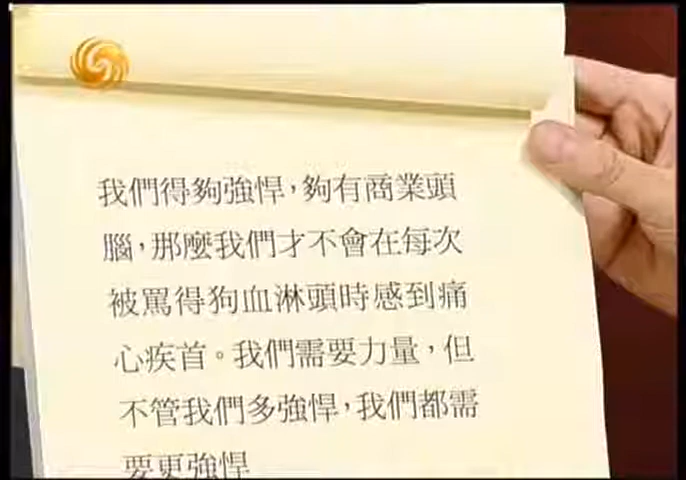 我們得夠強悍，夠有商業頭
腦，那麼我們才不會在每次
被罵得狗血淋頭時感到痛
心疾首。我們需要力量，但
不管我們多強悍，我們都需
要更強悍